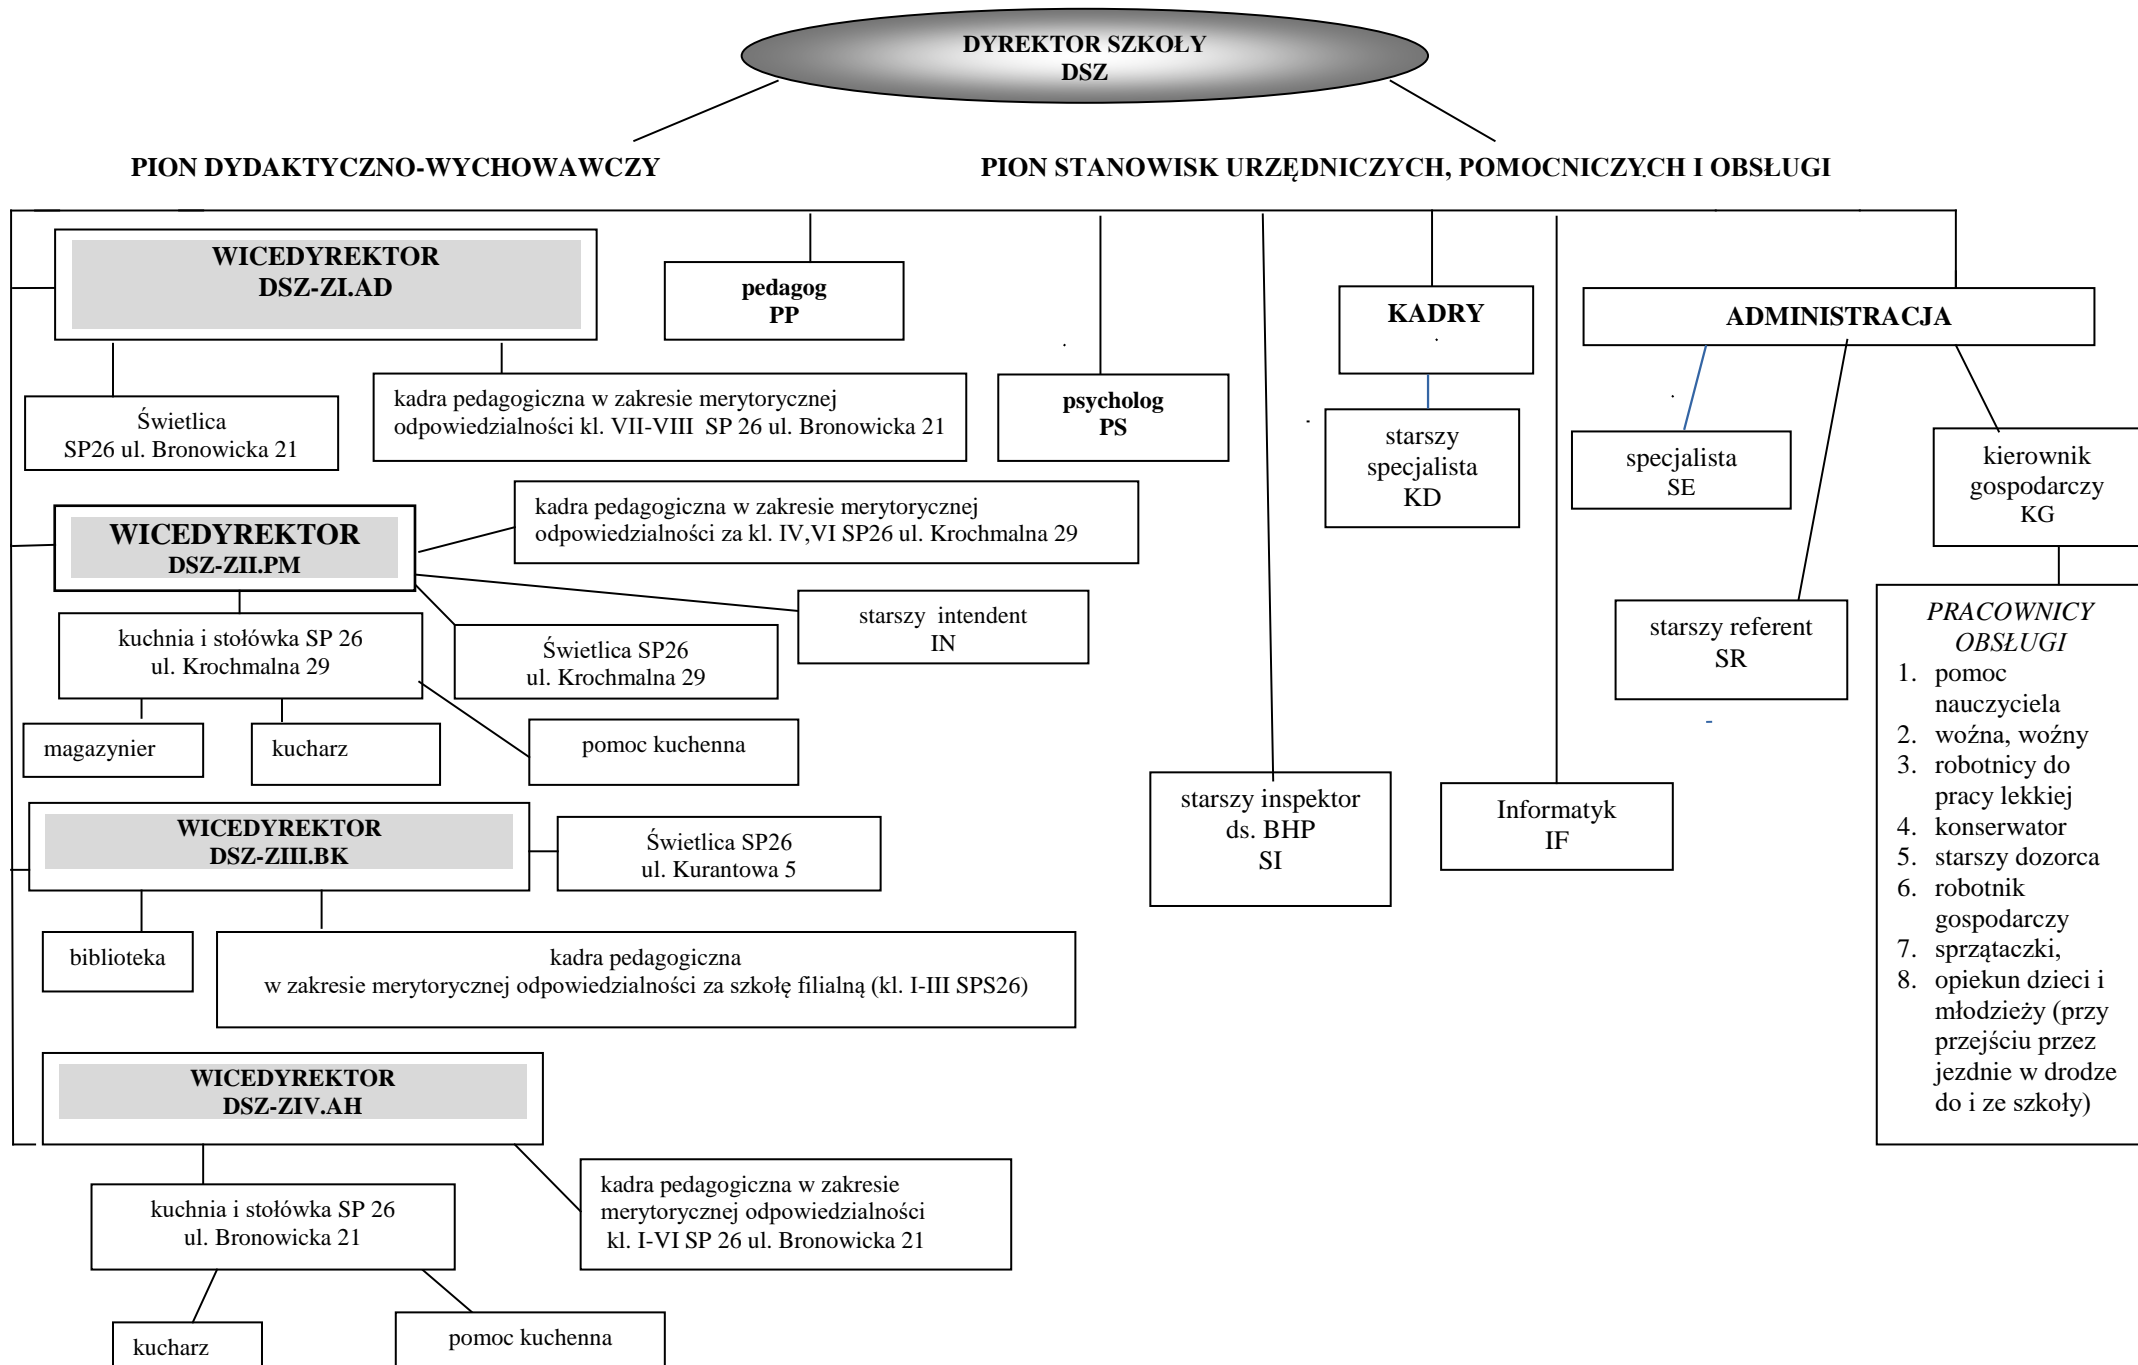 DYREKTOR SZKOŁY
DSZ
PION DYDAKTYCZNO-WYCHOWAWCZY
PION STANOWISK URZĘDNICZYCH, POMOCNICZYCH I OBSŁUGI
WICEDYREKTOR
DSZ-ZI.AD
pedagog
PP
KADRY
ADMINISTRACJA
Świetlica
SP26 ul. Bronowicka 21
kadra pedagogiczna w zakresie merytorycznej
odpowiedzialności kl. VII-VIII SP 26 ul. Bronowicka 21
psycholog
PS
starszy
specjalista
KD
specjalista
SE
kierownik
gospodarczy
KG
WICEDYREKTOR
DSZ-ZII.PM
kadra pedagogiczna w zakresie merytorycznej
odpowiedzialności za kl. IV,VI SP26 ul. Krochmalna 29
starszy intendent
IN
kuchnia i stołówka SP 26
ul. Krochmalna 29
Świetlica SP26
ul. Krochmalna 29
starszy referent
SR
magazynier
kucharz
pomoc kuchenna
PRACOWNICY
OBSŁUGI
1. pomoc
nauczyciela
2. woźna, woźny
3. robotnicy do
pracy lekkiej
4. konserwator
5. starszy dozorca
6. robotnik
gospodarczy
7. sprzątaczki,
8. opiekun dzieci i
młodzieży (przy
przejściu przez
jezdnie w drodze
do i ze szkoły)
starszy inspektor
ds. BHP
SI
Informatyk
IF
WICEDYREKTOR
DSZ-ZIII.BK
Świetlica SP26
ul. Kurantowa 5
biblioteka
kadra pedagogiczna
w zakresie merytorycznej odpowiedzialności za szkołę filialną (kl. I-III SPS26)
WICEDYREKTOR
DSZ-ZIV.AH
kuchnia i stołówka SP 26
ul. Bronowicka 21
kadra pedagogiczna w zakresie
merytorycznej odpowiedzialności
kl. I-VI SP 26 ul. Bronowicka 21
kucharz
pomoc kuchenna